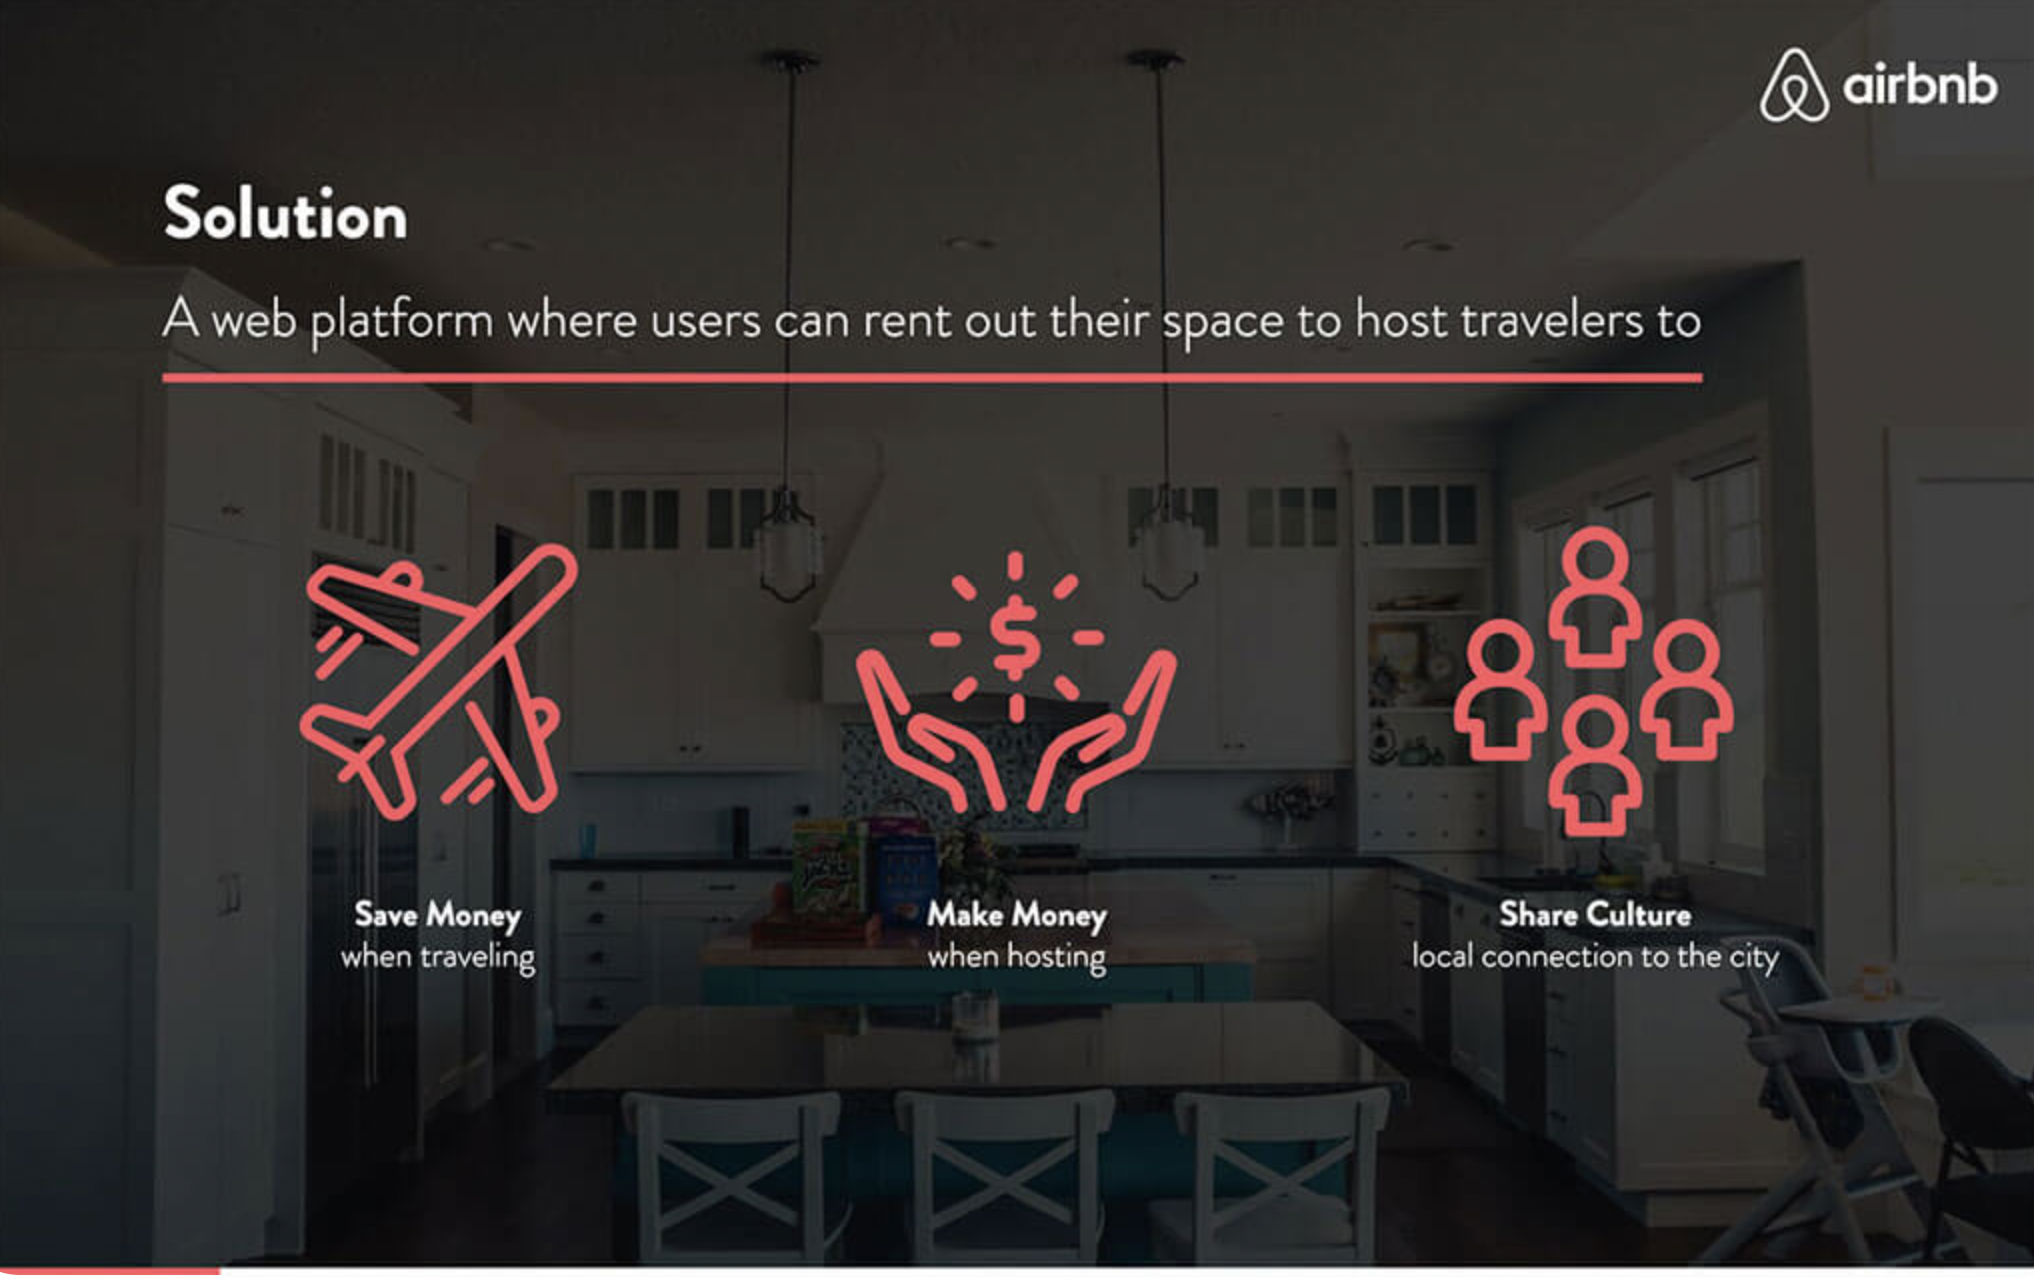 airbnb
Solution
A web platform where users can rent out their space to host travelers to
$
Save Money
when traveling
Make Money
when hosting
Share Culture
local connection to the city